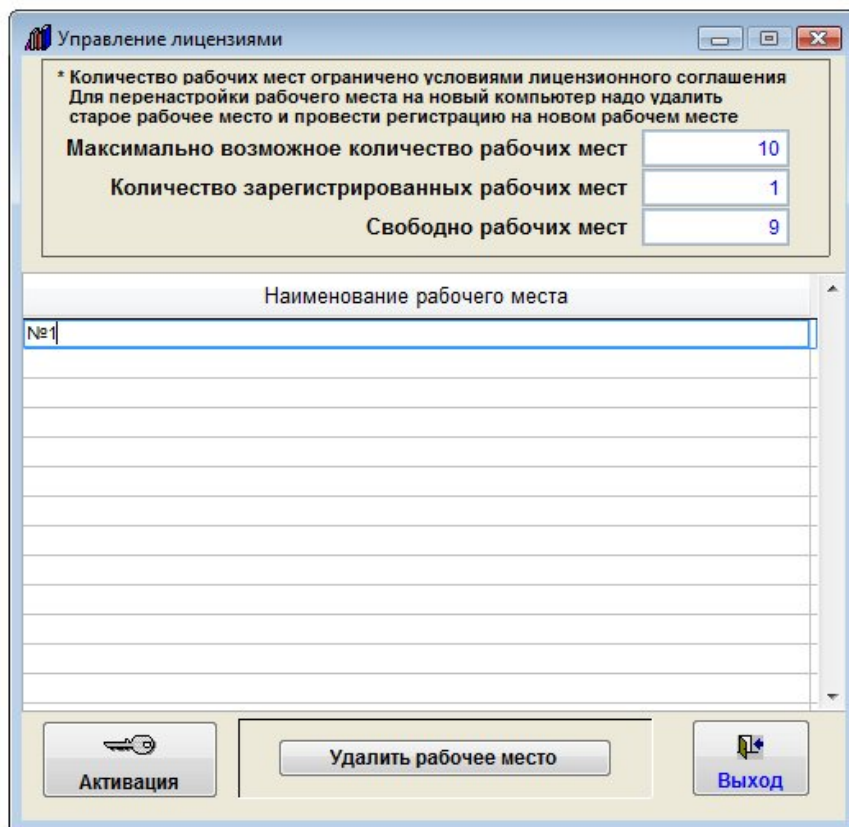 Управление лицензиями
* Количество рабочих мест ограничено условиями лицензионного соглашения
Для перенастройки рабочего места на новый компьютер надо удалить
старое рабочее место и провести регистрацию на новом рабочем месте
Максимально возможное количество рабочих мест 10
Количество зарегистрированных рабочих мест 1
Свободно рабочих мест 9
Наименование рабочего места
№1
Активация
Удалить рабочее место
Выход